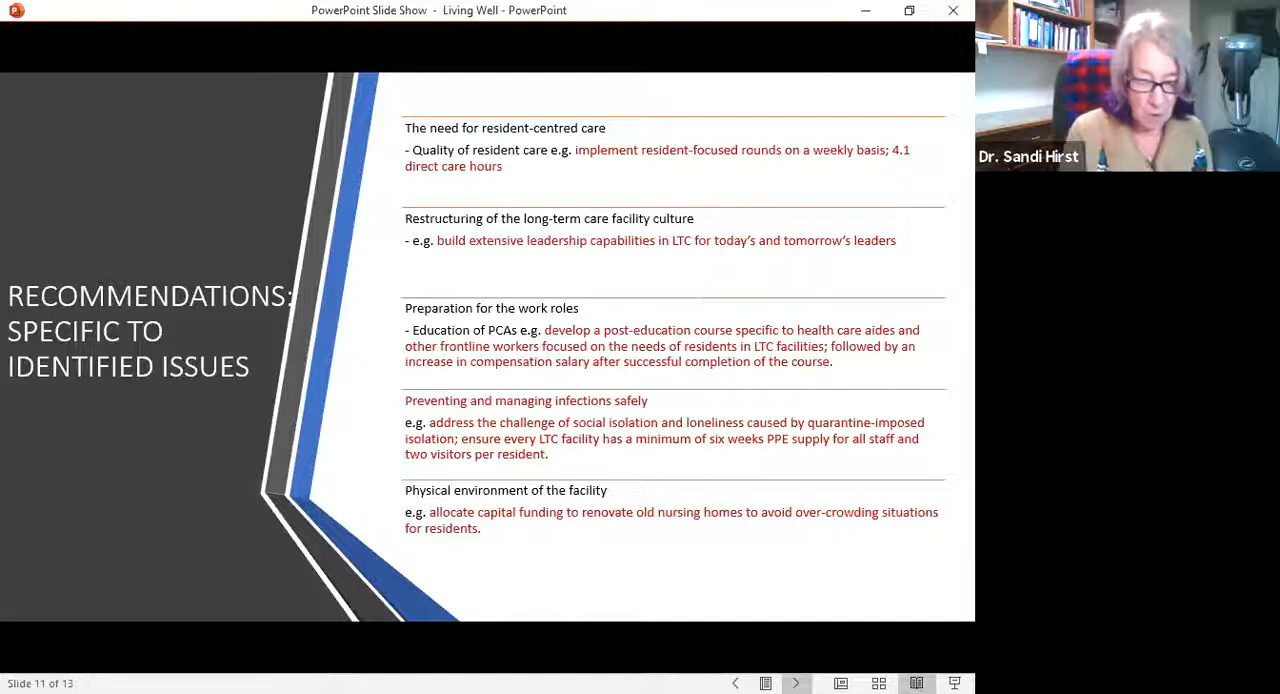 PowerPoint Slide Show - Living Well - PowerPoint
Dr. Sandi Hirst
RECOMMENDATIONS:
SPECIFIC TO
IDENTIFIED ISSUES
The need for resident-centred care
- Quality of resident care e.g. implement resident-focused rounds on a weekly basis; 4.1
direct care hours
Restructuring of the long-term care facility culture
- e.g. build extensive leadership capabilities in LTC for today's and tomorrow's leaders
Preparation for the work roles
- Education of PCAs e.g. develop a post-education course specific to health care aides and
other frontline workers focused on the needs of residents in LTC facilities; followed by an
increase in compensation salary after successful completion of the course.
Preventing and managing infections safely
e.g. address the challenge of social isolation and loneliness caused by quarantine-imposed
isolation; ensure every LTC facility has a minimum of six weeks PPE supply for all staff and
two visitors per resident.
Physical environment of the facility
e.g. allocate capital funding to renovate old nursing homes to avoid over-crowding situations
for residents.
Slide 11 of 13